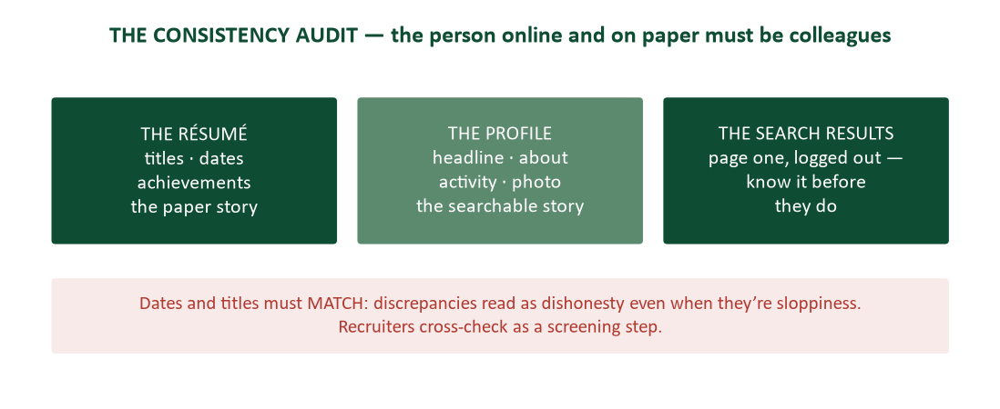 THE CONSISTENCY AUDIT — the person online and on paper must be colleagues
THE RÉSUMÉ
titles · dates
achievements
the paper story
THE PROFILE
headline · about
activity · photo
the searchable story
THE SEARCH RESULTS
page one, logged out —
know it before
they do
Dates and titles must MATCH: discrepancies read as dishonesty even when they’re sloppiness.
Recruiters cross-check as a screening step.